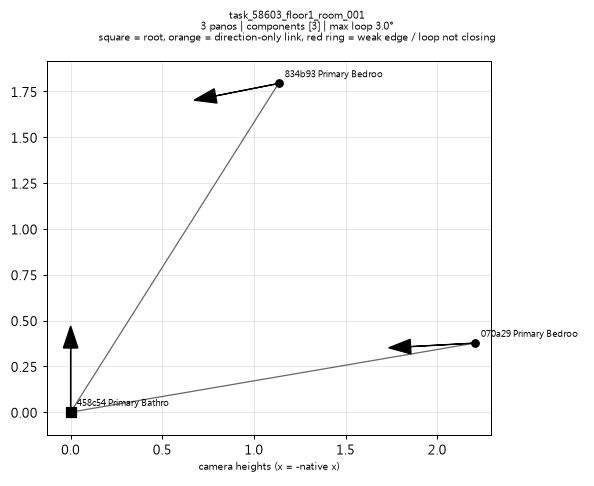 task_58603_floor1_room_001
3 panos | components [3] | max loop 3.0°
square = root, orange = direction-only link, red ring = weak edge / loop not closing
834b93 Primary Bedroo
1.75
1.50
1.25
1.00
0.75
0.50
070a29 Primary Bedroo
0.25
458c54 Primary Bathro
0.00
0.0 0.5 1.0 1.5 2.0
camera heights (x = -native x)